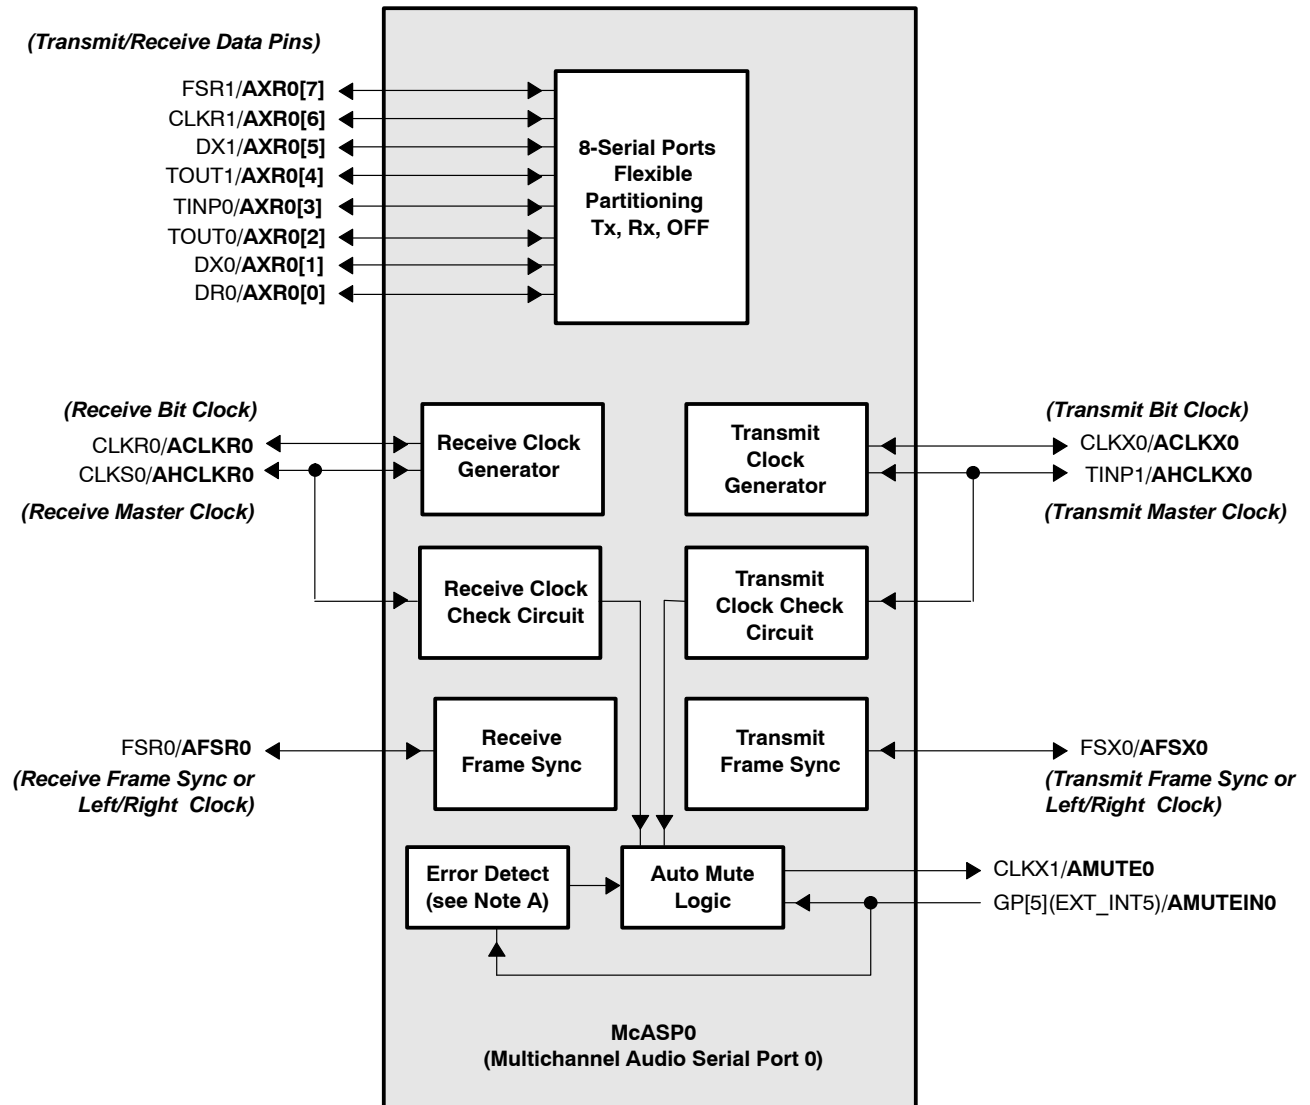 (Transmit/Receive Data Pins)
FSR1/AXR0[7]
CLKR1/AXR0[6]
DX1/AXR0[5]
TOUT1/AXR0[4]
TINP0/AXR0[3]
TOUT0/AXR0[2]
DX0/AXR0[1]
DR0/AXR0[0]
8-Serial Ports
Flexible
Partitioning
Tx, Rx, OFF
(Receive Bit Clock)
CLKR0/ACLKR0
CLKS0/AHCLKR0
(Receive Master Clock)
Receive Clock
Generator
Transmit
Clock
Generator
(Transmit Bit Clock)
CLKX0/ACLKX0
TINP1/AHCLKX0
(Transmit Master Clock)
Receive Clock
Check Circuit
Transmit
Clock Check
Circuit
FSR0/AFSR0
(Receive Frame Sync or
Left/Right Clock)
Receive
Frame Sync
Transmit
Frame Sync
FSX0/AFSX0
(Transmit Frame Sync or
Left/Right Clock)
Error Detect
(see Note A)
Auto Mute
Logic
CLKX1/AMUTE0
GP[5](EXT_INT5)/AMUTEIN0
McASP0
(Multichannel Audio Serial Port 0)